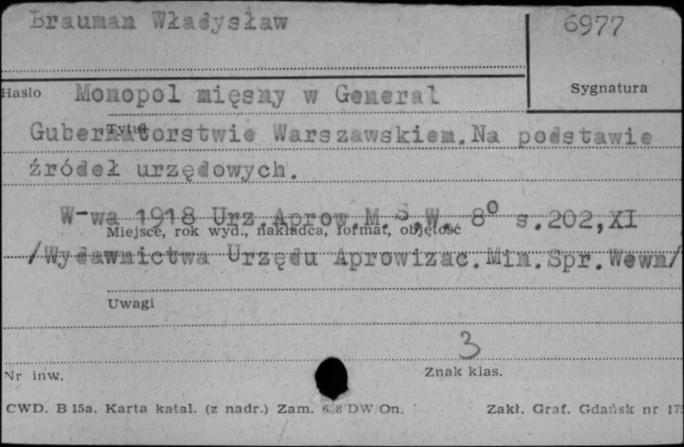 Brauman Władysław
6977
Hasło Monopol mięsny w General
Sygnatura
Tytuł
Gubernatorstwie Warszawskiem.Na podstawie
źródeł urzędowych.
W-wa 1918 Urz Aprow M S.W. 8° s.202,XI
Miejsce, rok wyd., nakładca, format, objętość
/Wydawnictwa Urzędu Aprowizac.Min.Spr.Wewn/
Uwagi
3
Nr inw.
Znak klas.
CWD. B 15a. Karta katal. (z nadr.) Zam. DW/On. Zakł. Graf. Gdańsk nr